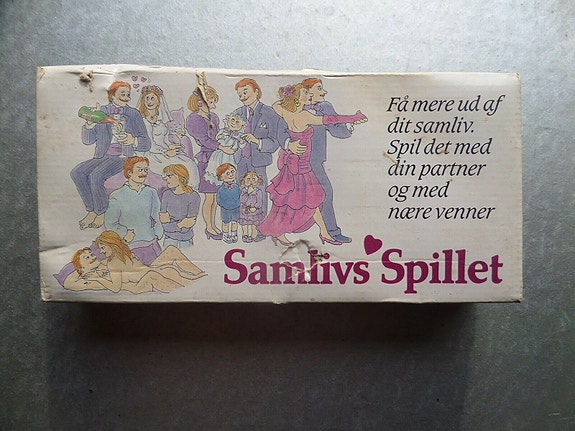 Få mere ud af
dit samliv.
Spil det med
din partner
og med
nære venner
Samlivs Spillet